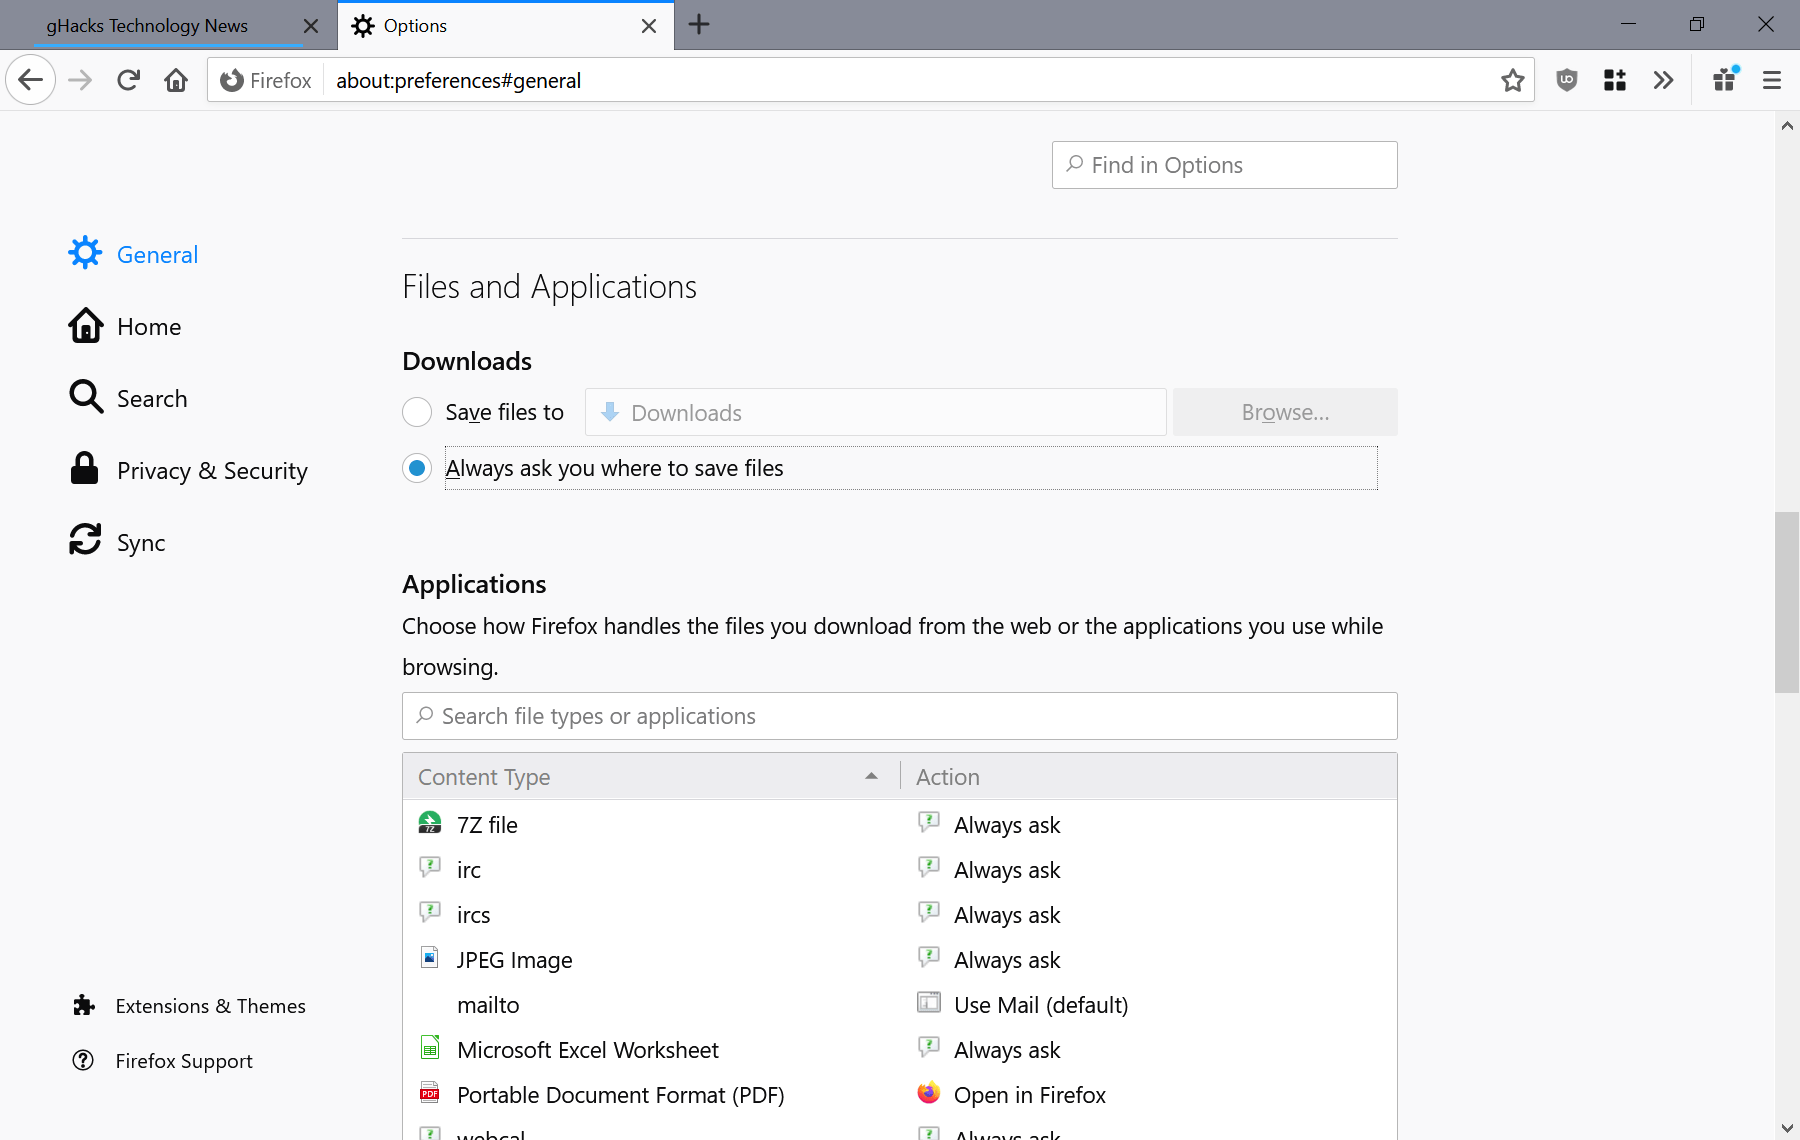 gHacks Technology News
Options
Firefox
about:preferences#general
Find in Options
General
Home
Search
Privacy & Security
Sync
Extensions & Themes
Firefox Support
Files and Applications
Downloads
Save files to
Downloads
Browse...
Always ask you where to save files
Applications
Choose how Firefox handles the files you download from the web or the applications you use while
browsing.
Search file types or applications
Content Type
Action
7Z file
Always ask
irc
Always ask
ircs
Always ask
JPEG Image
Always ask
mailto
Use Mail (default)
Microsoft Excel Worksheet
Always ask
Portable Document Format (PDF)
Open in Firefox
webcal
Always ask